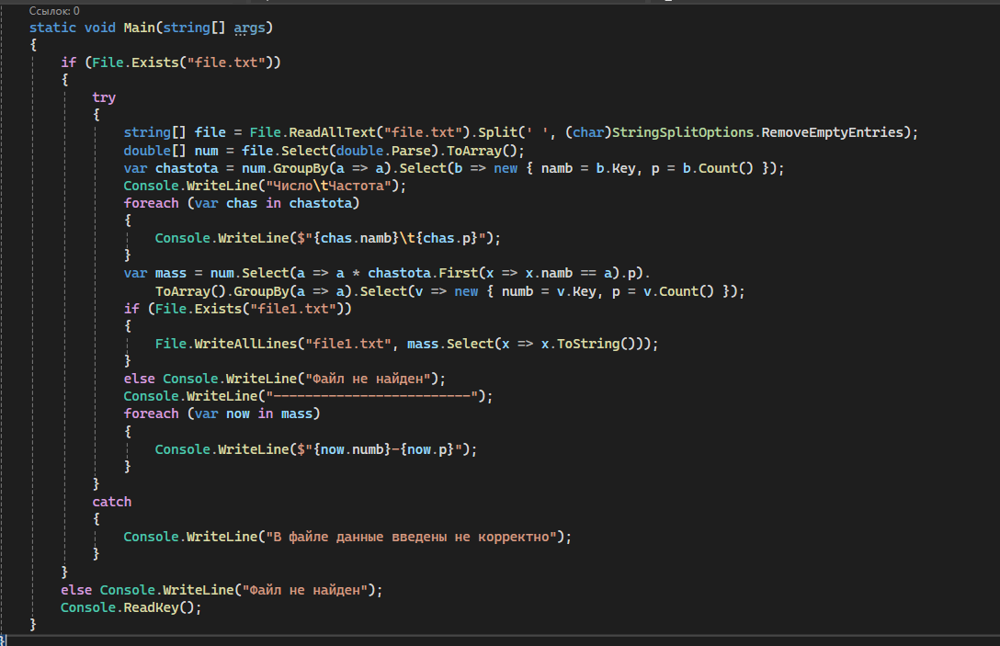 Ссылок: 0
static void Main(string[] args)
{
if (File.Exists("file.txt"))
{
try
{
string[] file = File.ReadAllText("file.txt").Split(' ', (char)StringSplitOptions.RemoveEmptyEntries);
double[] num = file.Select(double.Parse).ToArray();
var chastota = num.GroupBy(a => a).Select(b => new { namb = b.Key, p = b.Count() });
Console.WriteLine("Число\tЧастота");
foreach (var chas in chastota)
{
Console.WriteLine($"{chas.namb}\t{chas.p}");
}
var mass = num.Select(a => a * chastota.First(x => x.namb == a).p).
ToArray().GroupBy(a => a).Select(v => new { numb = v.Key, p = v.Count() });
if (File.Exists("file1.txt"))
{
File.WriteAllLines("file1.txt", mass.Select(x => x.ToString()));
}
else Console.WriteLine("Файл не найден");
Console.WriteLine("-------------------------");
foreach (var now in mass)
{
Console.WriteLine($"{now.numb}-{now.p}");
}
}
catch
{
Console.WriteLine("В файле данные введены не корректно");
}
}
else Console.WriteLine("Файл не найден");
Console.ReadKey();
}
}